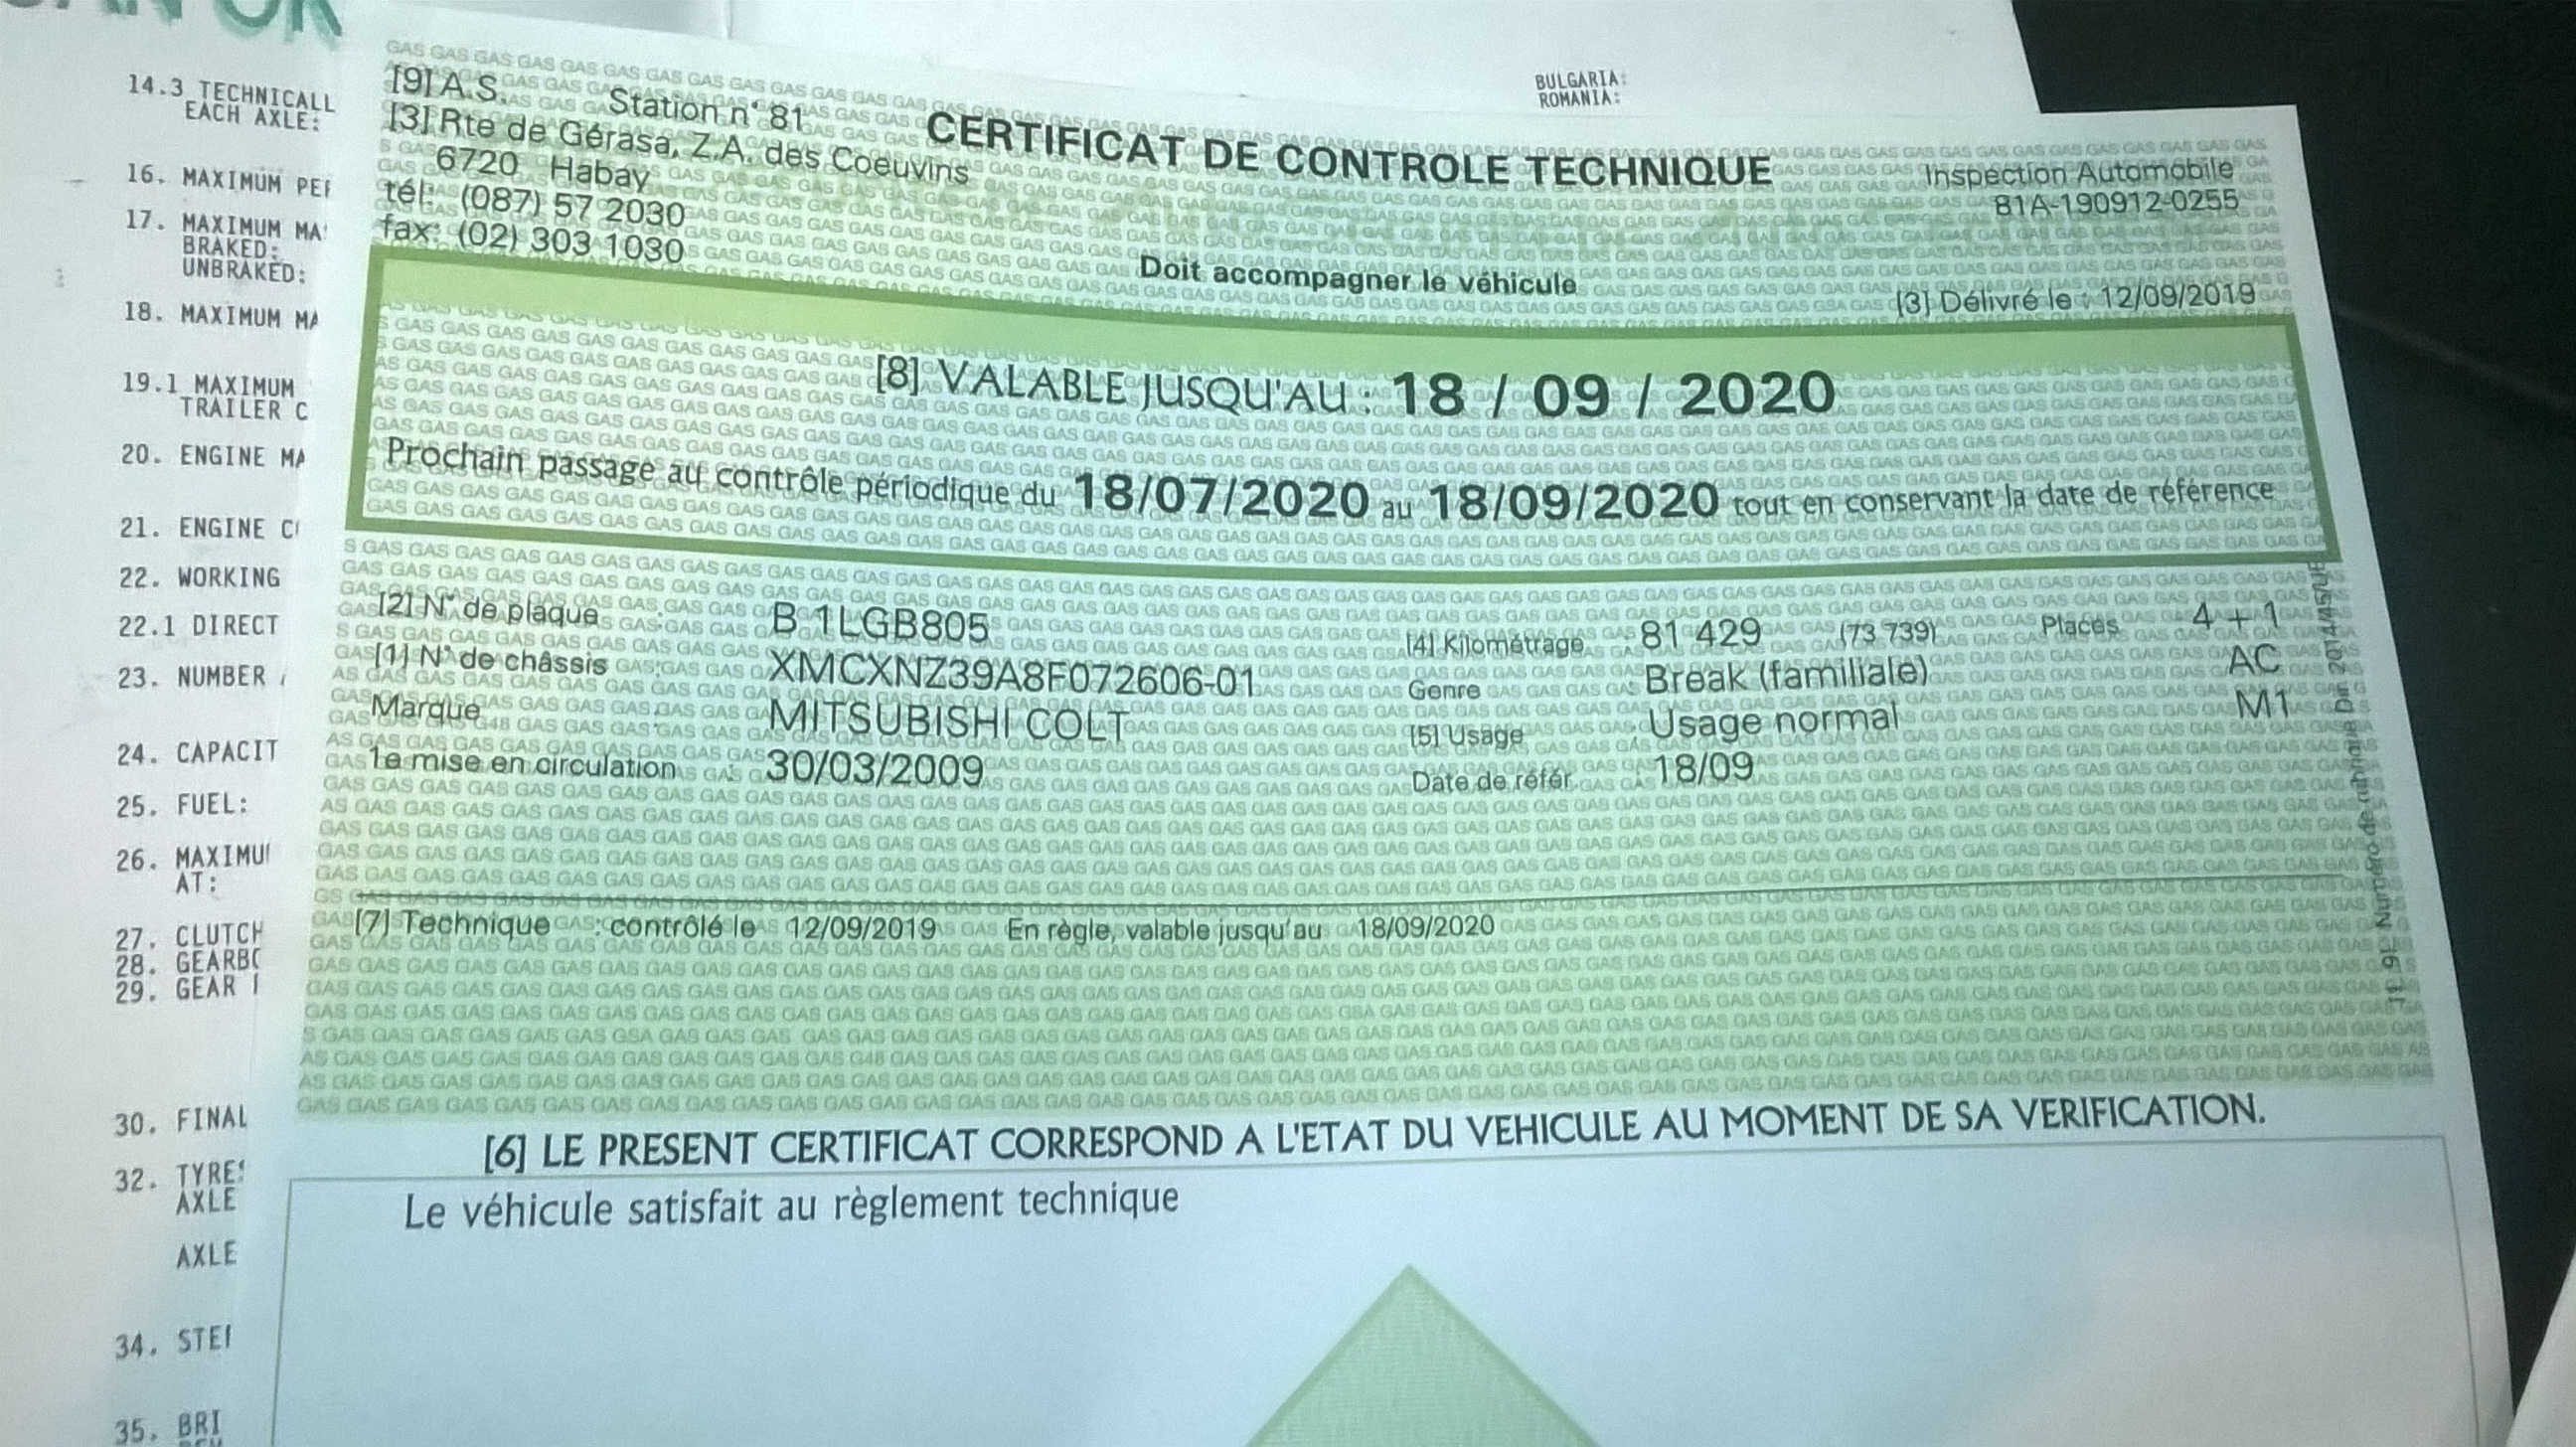 14.3 TECHNICALL
EACH AXLE:
16. MAXIMUM PER
17. MAXIMUM MA
BRAKED:
UNBRAKED:
18. MAXIMUM MA
19.1 MAXIMUM
TRAILER C
20. ENGINE MA
21. ENGINE C
22. WORKING
22.1 DIRECT
23. NUMBER
24. CAPACIT
25. FUEL:
26. MAXIMU
AT:
27. CLUTCH
28. GEARBO
29. GEAR
30. FINAL
32. TYRES
AXLE
AXLE
34. STE
35. BRI
BULGARIA:
ROMANIA:
[9] A.S. Station n° 81
[3] Rte de Gérasa, Z.A. des Coeuvins
6720 Habay
tél: (087) 57 2030
fax: (02) 303 1030
CERTIFICAT DE CONTROLE TECHNIQUE
Inspection Automobile
81A-190912-0255
Doit accompagner le véhicule
[3] Délivré le : 12/09/2019
[8] VALABLE JUSQU'AU : 18 / 09 / 2020
Prochain passage au contrôle périodique du 18/07/2020 au 18/09/2020 tout en conservant la date de référence
[2] N° de plaque : B 1LGB805 [4] Kilométrage : 81 429 (73 739) Places 4 + 1
[1] N° de châssis : XMCXNZ39A8F072606-01 Genre : Break (familiale) AC
Marque : MITSUBISHI COLT [5] Usage : Usage normal M1
1e mise en circulation : 30/03/2009 Date de référ. : 18/09
[7] Technique : contrôlé le 12/09/2019 En règle, valable jusqu'au 18/09/2020
[6] LE PRESENT CERTIFICAT CORRESPOND A L'ETAT DU VEHICULE AU MOMENT DE SA VERIFICATION.
Le véhicule satisfait au règlement technique